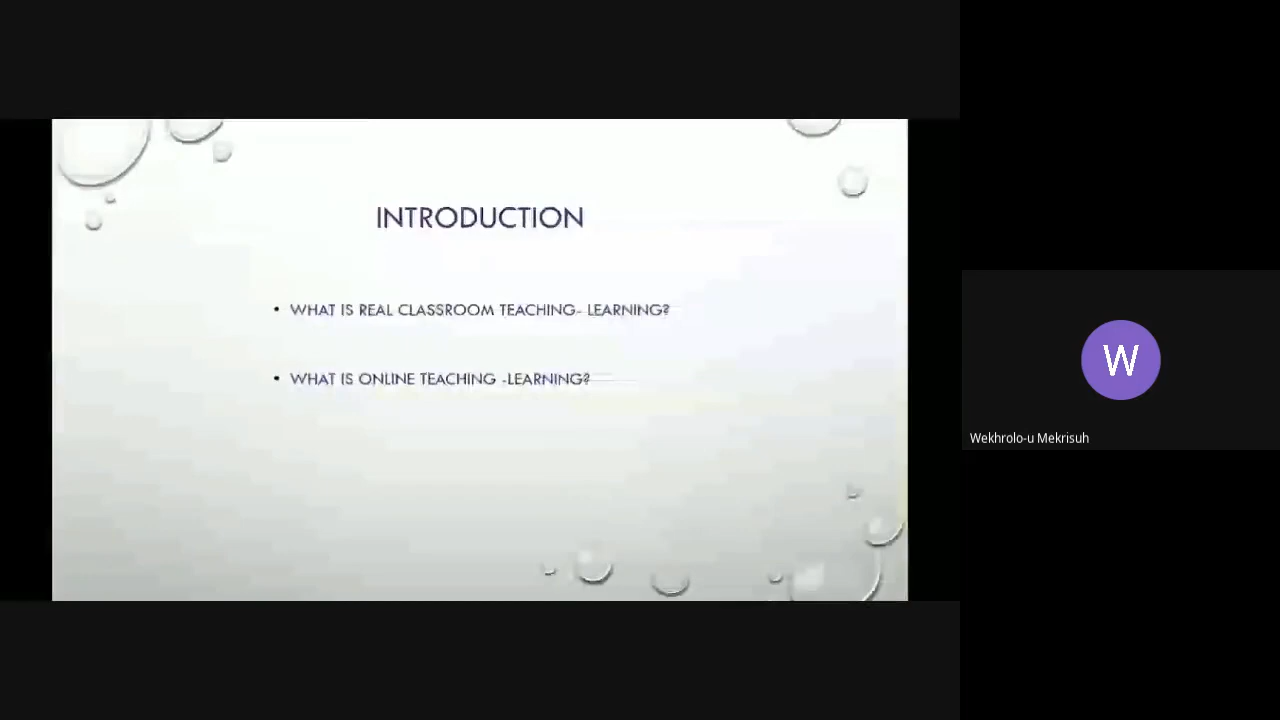 INTRODUCTION
• WHAT IS REAL CLASSROOM TEACHING- LEARNING?
• WHAT IS ONLINE TEACHING -LEARNING?
W
Wekhrolo-u Mekrisuh